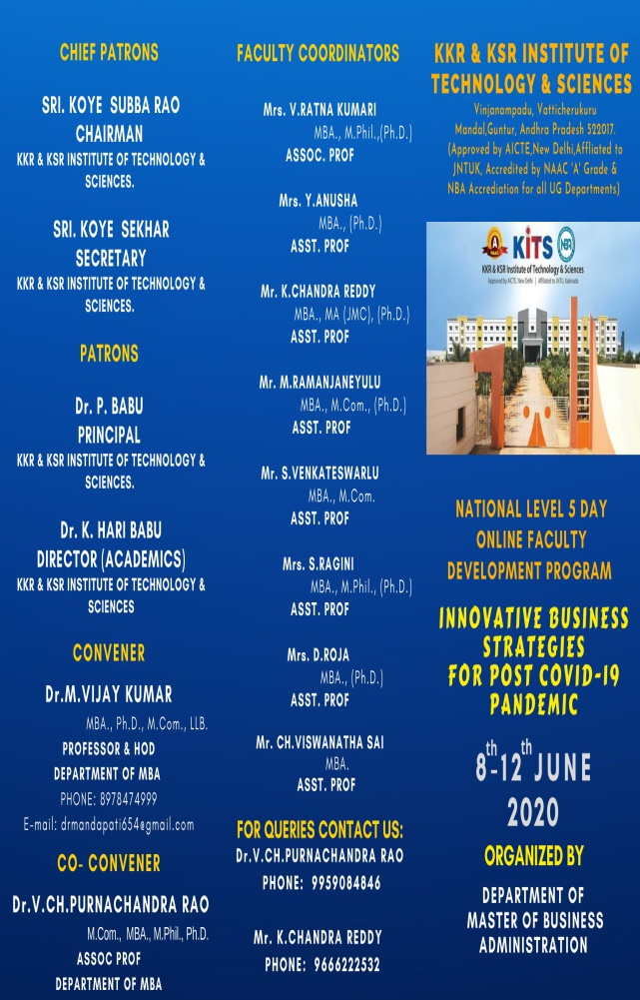 CHIEF PATRONS
SRI. KOYE SUBBA RAO
CHAIRMAN
KKR & KSR INSTITUTE OF TECHNOLOGY &
SCIENCES.
SRI. KOYE SEKHAR
SECRETARY
KKR & KSR INSTITUTE OF TECHNOLOGY &
SCIENCES.
PATRONS
Dr. P. BABU
PRINCIPAL
KKR & KSR INSTITUTE OF TECHNOLOGY &
SCIENCES.
Dr. K. HARI BABU
DIRECTOR (ACADEMICS)
KKR & KSR INSTITUTE OF TECHNOLOGY &
SCIENCES
CONVENER
Dr.M.VIJAY KUMAR
MBA., Ph.D., M.Com., LLB.
PROFESSOR & HOD
DEPARTMENT OF MBA
PHONE: 8978474999
E-mail: drmandapati654@gmail.com
CO- CONVENER
Dr.V.CH.PURNACHANDRA RAO
M.Com., MBA., M.Phil., Ph.D.
ASSOC PROF
DEPARTMENT OF MBA
FACULTY COORDINATORS
Mrs. V.RATNA KUMARI
MBA., M.Phil.,(Ph.D.)
ASSOC. PROF
Mrs. Y.ANUSHA
MBA., (Ph.D.)
ASST. PROF
Mr. K.CHANDRA REDDY
MBA., MA (JMC), (Ph.D.)
ASST. PROF
Mr. M.RAMANJANEYULU
MBA., M.Com., (Ph.D.)
ASST. PROF
Mr. S.VENKATESWARLU
MBA., M.Com.
ASST. PROF
Mrs. S.RAGINI
MBA., M.Phil., (Ph.D.)
ASST. PROF
Mrs. D.ROJA
MBA., (Ph.D.)
ASST. PROF
Mr. CH.VISWANATHA SAI
MBA.
ASST. PROF
FOR QUERIES CONTACT US:
Dr.V.CH.PURNACHANDRA RAO
PHONE: 9959084846
Mr. K.CHANDRA REDDY
PHONE: 9666222532
KKR & KSR INSTITUTE OF
TECHNOLOGY & SCIENCES
Vinjanampadu, Vatticherukuru
Mandal,Guntur, Andhra Pradesh 522017.
(Approved by AICTE,New Delhi,Affliated to
JNTUK, Accredited by NAAC 'A' Grade &
NBA Accrediation for all UG Departments)
A NAAC KITS NBA
KKR & KSR Institute of Technology & Sciences
Approved by AICTE, New Delhi | Affiliated to JNTU, Kakinada
NATIONAL LEVEL 5 DAY
ONLINE FACULTY
DEVELOPMENT PROGRAM
INNOVATIVE BUSINESS
STRATEGIES
FOR POST COVID-19
PANDEMIC
8th-12th JUNE
2020
ORGANIZED BY
DEPARTMENT OF
MASTER OF BUSINESS
ADMINISTRATION